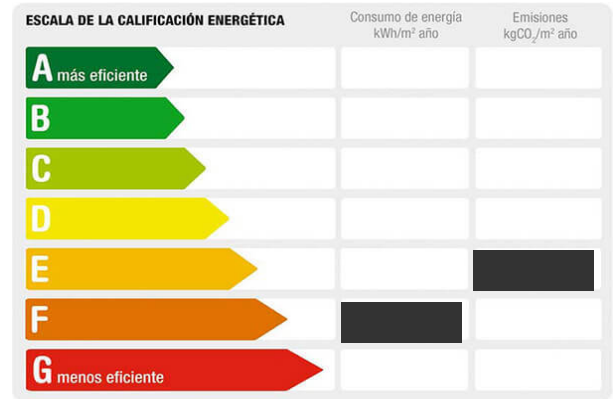 ESCALA DE LA CALIFICACIÓN ENERGÉTICA
Consumo de energía
kWh/m² año
Emisiones
kgCO₂/m² año
A más eficiente
B
C
D
E
F
G menos eficiente